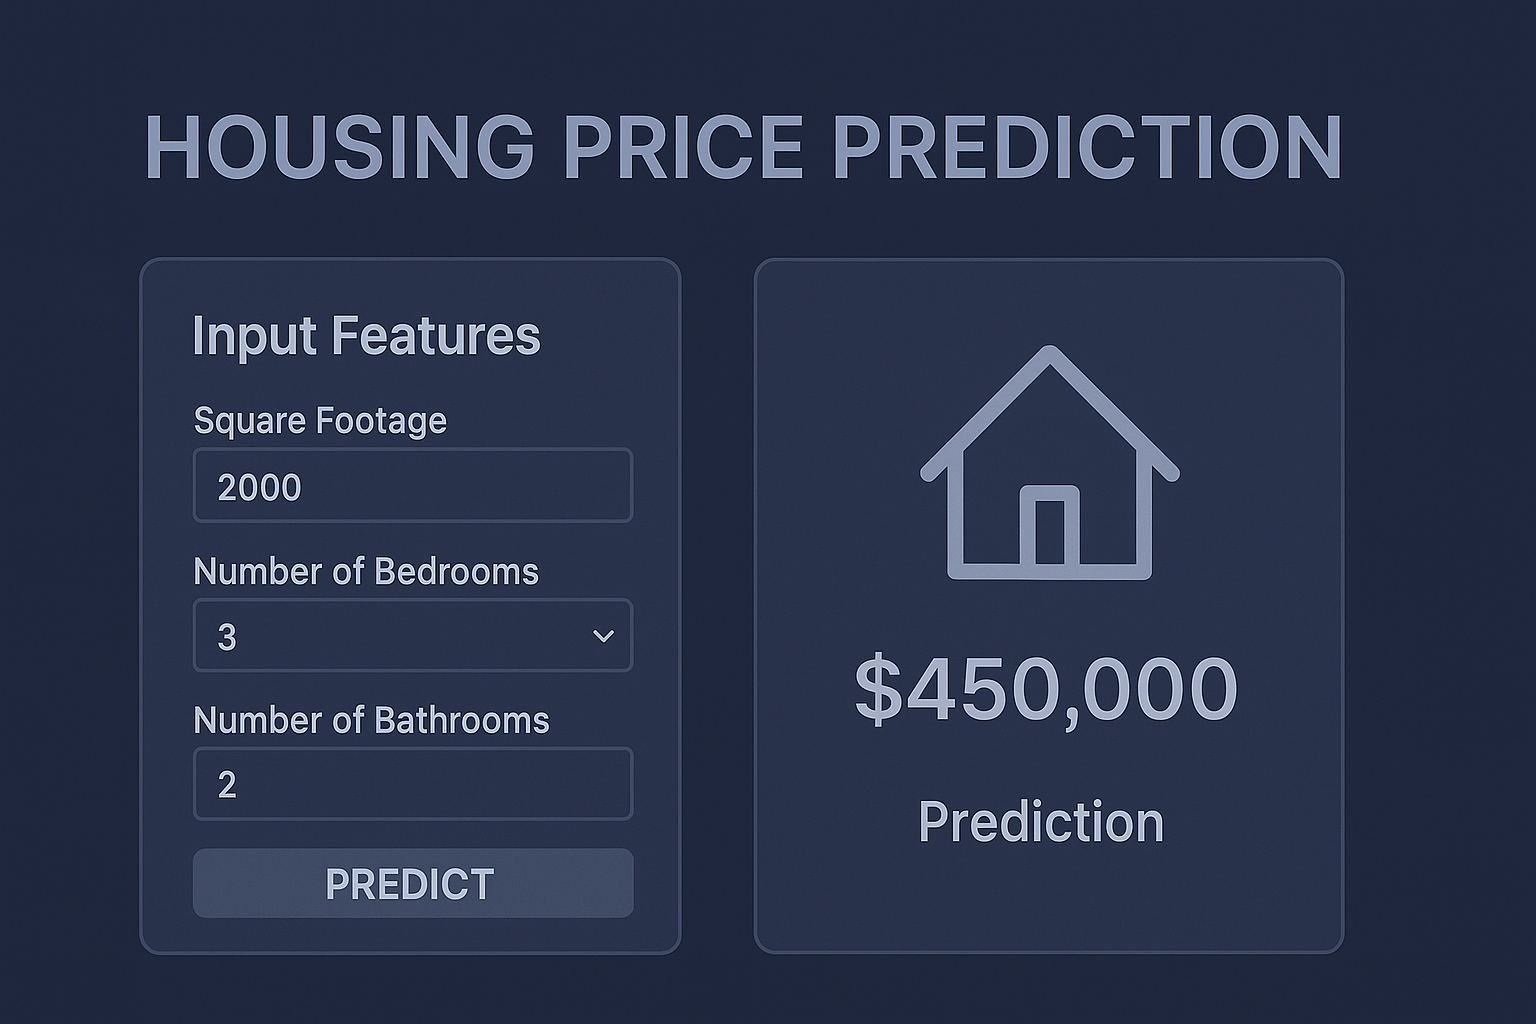 HOUSING PRICE PREDICTION
Input Features
Square Footage
2000
Number of Bedrooms
3
Number of Bathrooms
2
PREDICT
$450,000
Prediction